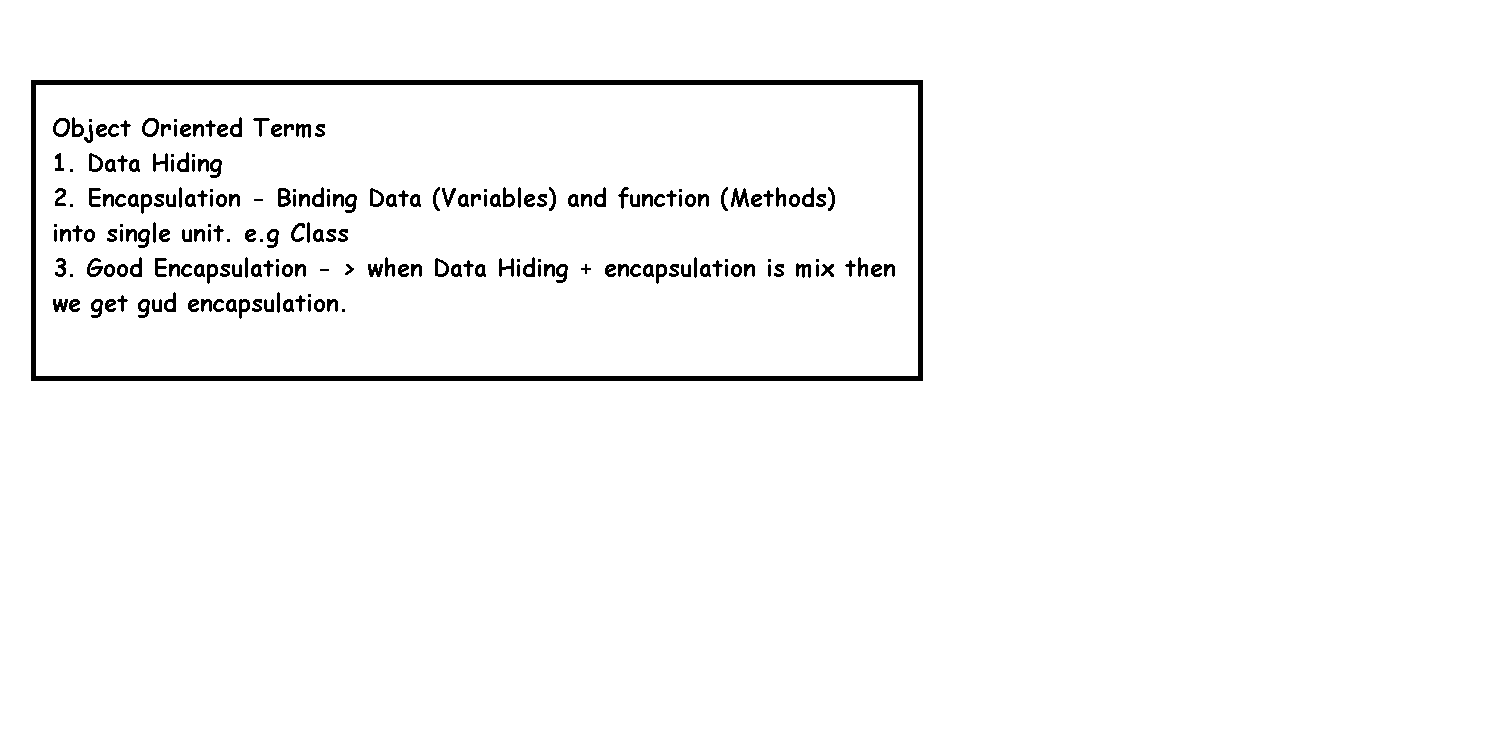 Object Oriented Terms
1. Data Hiding
2. Encapsulation - Binding Data (Variables) and function (Methods)
into single unit. e.g Class
3. Good Encapsulation - > when Data Hiding + encapsulation is mix then
we get gud encapsulation.